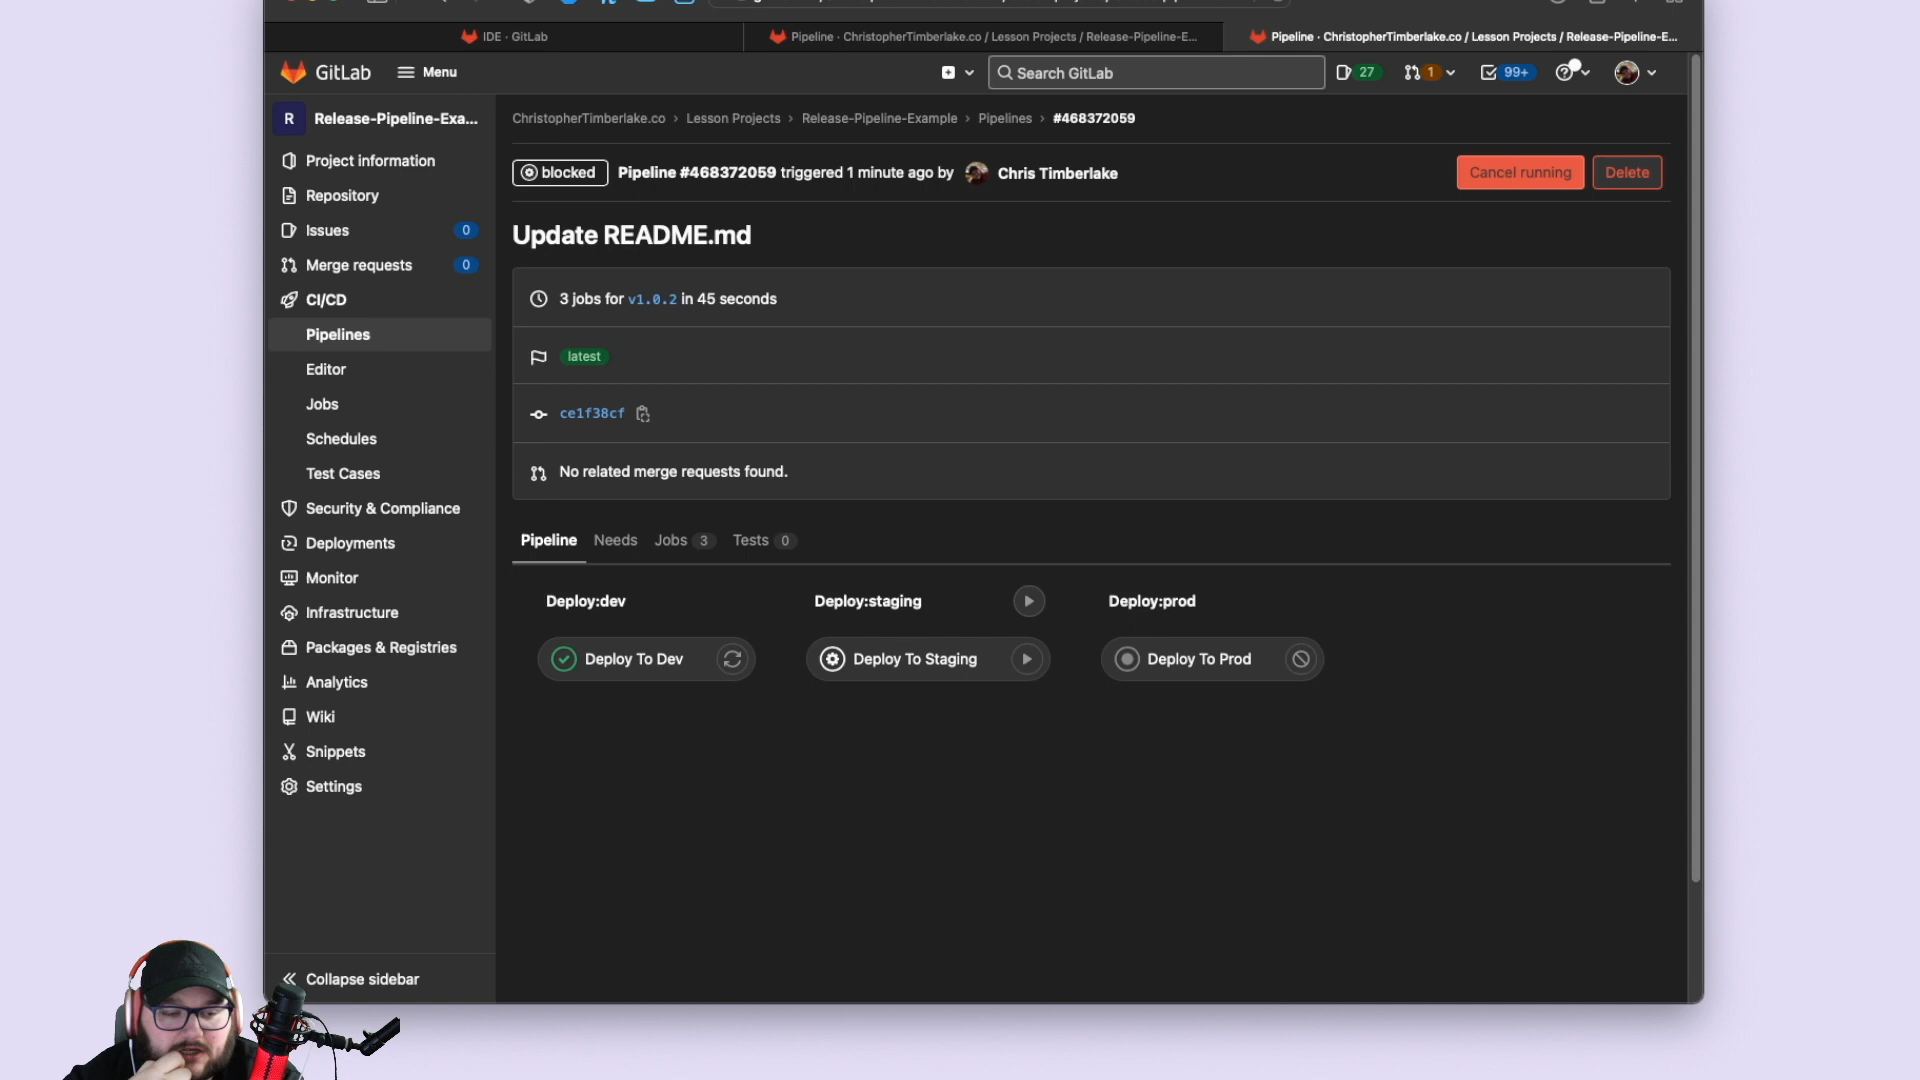 IDE · GitLab
Pipeline · ChristopherTimberlake.co / Lesson Projects / Release-Pipeline-E...
Pipeline · ChristopherTimberlake.co / Lesson Projects / Release-Pipeline-E...
GitLab
Menu
Search GitLab
27
1
99+
R
Release-Pipeline-Exa...
Project information
Repository
Issues 0
Merge requests 0
CI/CD
Pipelines
Editor
Jobs
Schedules
Test Cases
Security & Compliance
Deployments
Monitor
Infrastructure
Packages & Registries
Analytics
Wiki
Snippets
Settings
Collapse sidebar
ChristopherTimberlake.co › Lesson Projects › Release-Pipeline-Example › Pipelines › #468372059
blocked Pipeline #468372059 triggered 1 minute ago by Chris Timberlake
Cancel running
Delete
Update README.md
3 jobs for v1.0.2 in 45 seconds
latest
ce1f38cf
No related merge requests found.
Pipeline Needs Jobs 3 Tests 0
Deploy:dev Deploy:staging Deploy:prod
Deploy To Dev Deploy To Staging Deploy To Prod